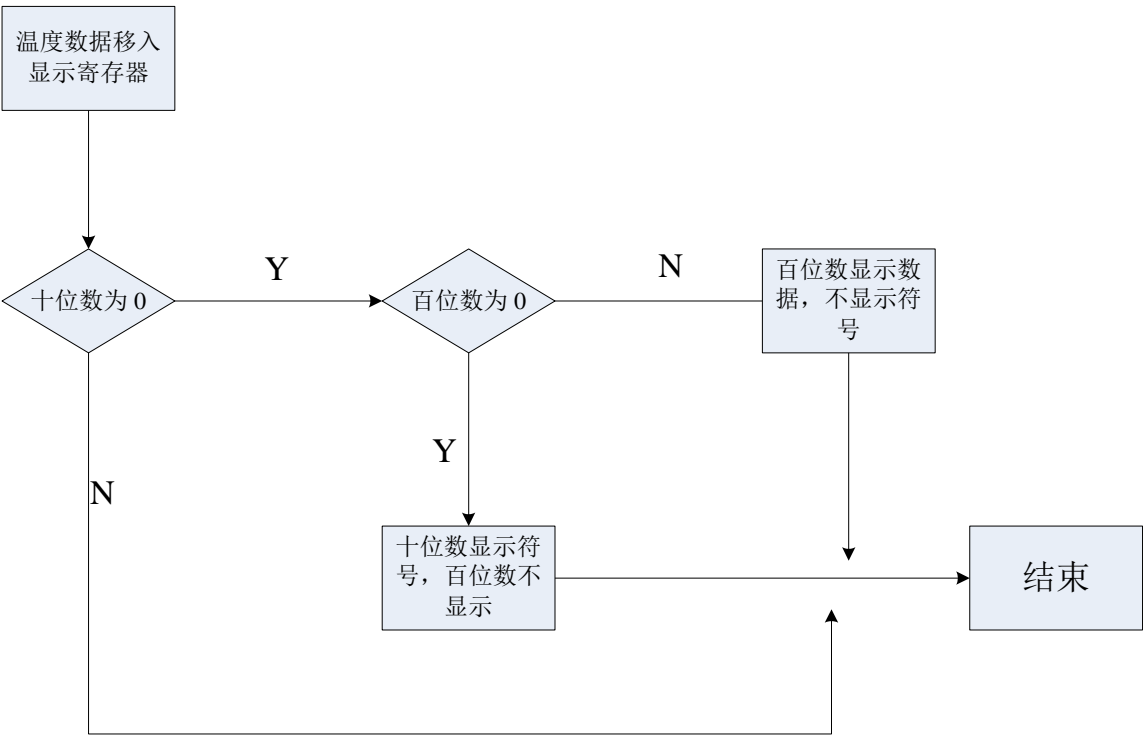 温度数据移入
显示寄存器
十位数为 0
Y
百位数为 0
N
百位数显示数
据，不显示符
号
Y
N
十位数显示符
号，百位数不
显示
结束